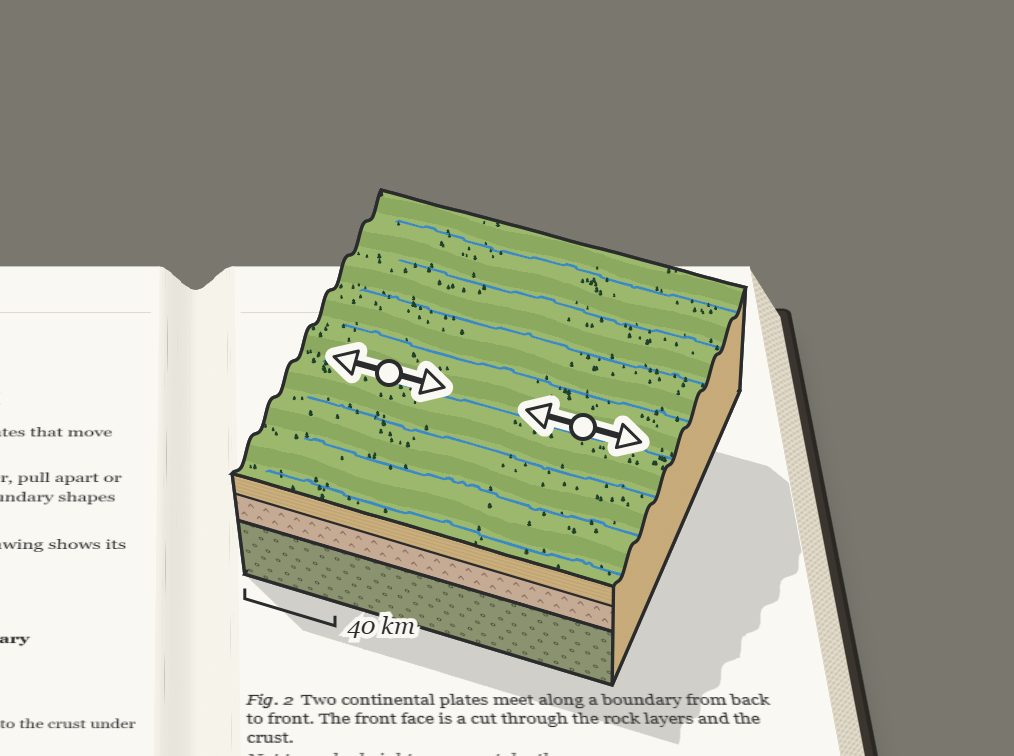 ates that move
r, pull apart or
undary shapes
wing shows its
ary
to the crust under
40 km
Fig. 2 Two continental plates meet along a boundary from back
to front. The front face is a cut through the rock layers and the
crust.